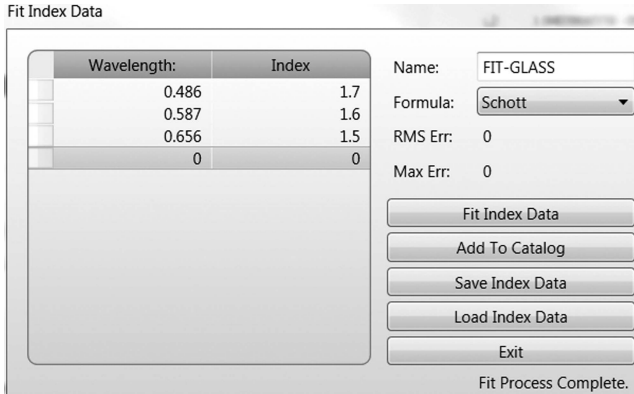 Fit Index Data
Wavelength: Index
0.486 1.7
0.587 1.6
0.656 1.5
0 0
Name: FIT-GLASS
Formula: Schott
RMS Err: 0
Max Err: 0
Fit Index Data
Add To Catalog
Save Index Data
Load Index Data
Exit
Fit Process Complete.